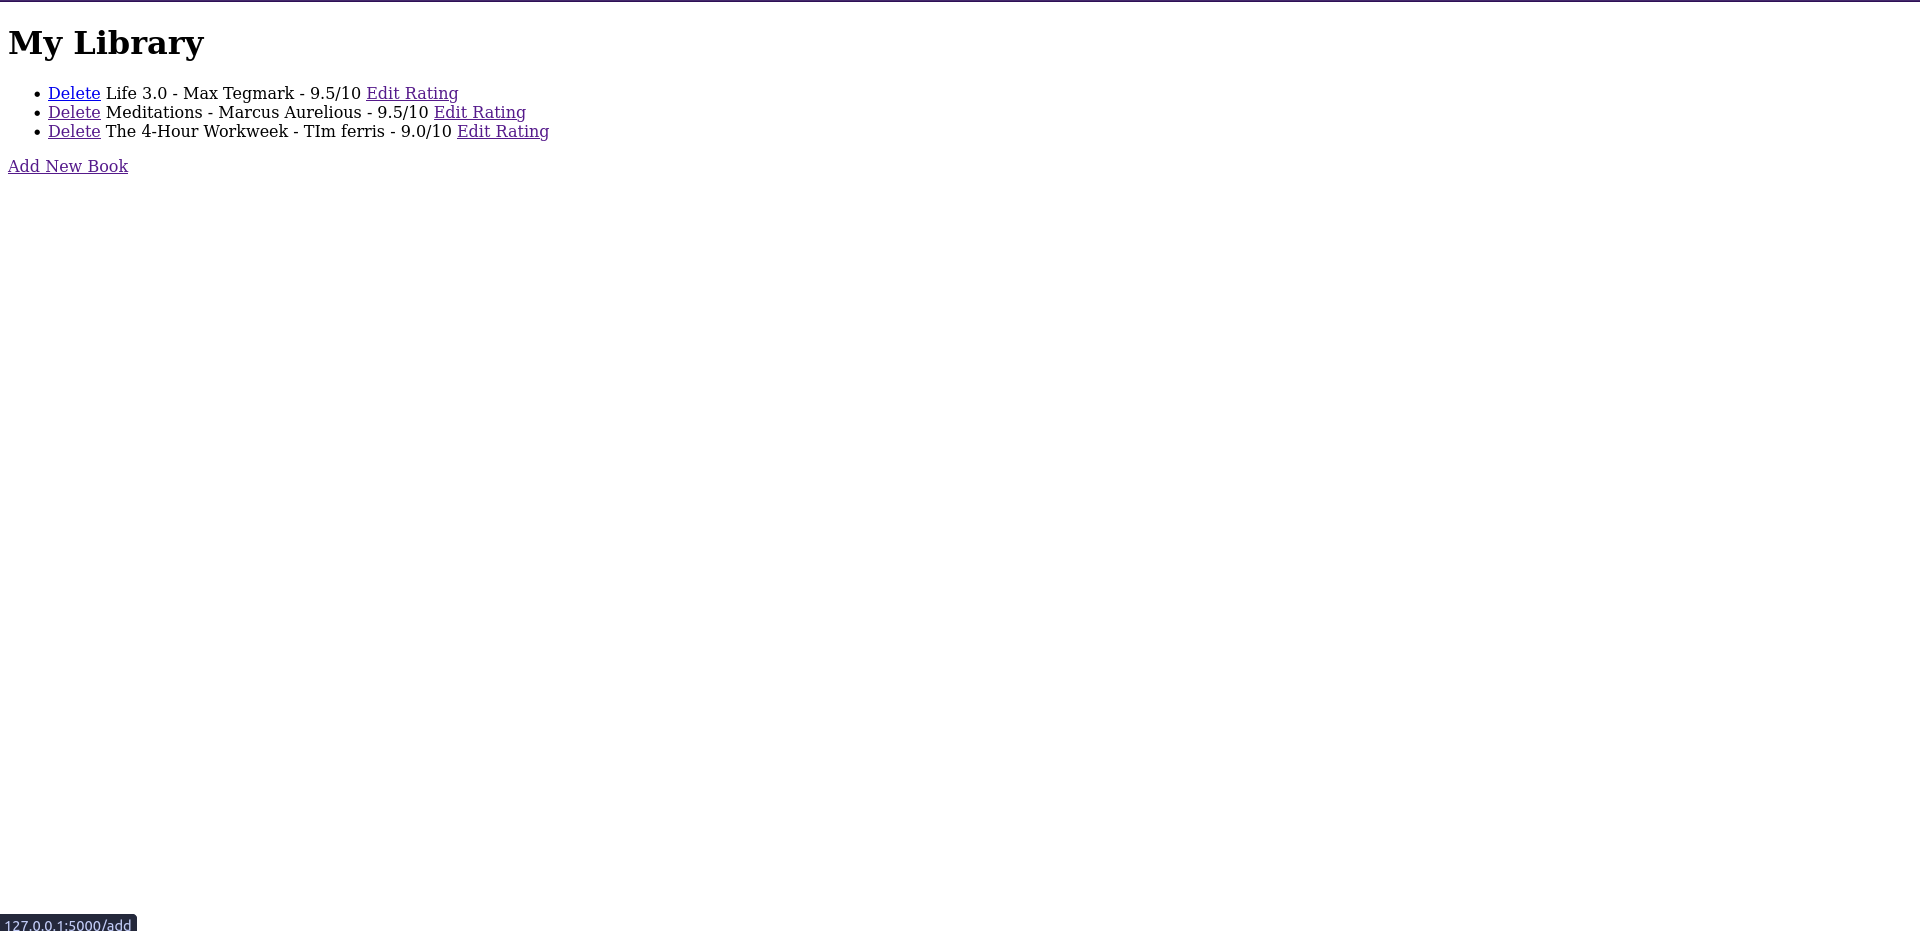 My Library
Delete Life 3.0 - Max Tegmark - 9.5/10 Edit Rating
Delete Meditations - Marcus Aurelious - 9.5/10 Edit Rating
Delete The 4-Hour Workweek - TIm ferris - 9.0/10 Edit Rating
Add New Book
127.0.0.1:5000/add